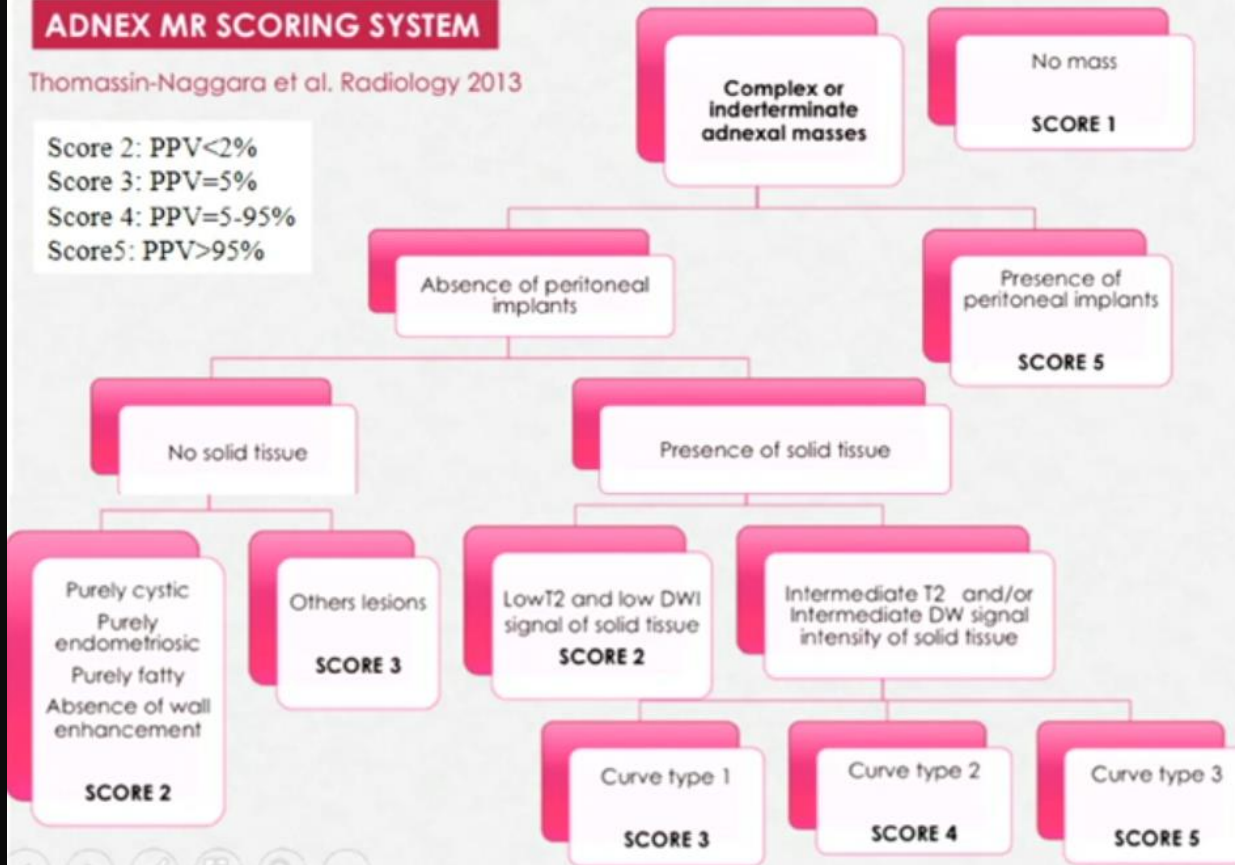 ADNEX MR SCORING SYSTEM
Thomassin-Naggara et al. Radiology 2013
Score 2: PPV<2%
Score 3: PPV=5%
Score 4: PPV=5-95%
Score5: PPV>95%
Complex or
inderterminate
adnexal masses
No mass
SCORE 1
Absence of peritoneal
implants
Presence of
peritoneal implants
SCORE 5
No solid tissue
Presence of solid tissue
Purely cystic
Purely
endometriosic
Purely fatty
Absence of wall
enhancement
SCORE 2
Others lesions
SCORE 3
LowT2 and low DWI
signal of solid tissue
SCORE 2
Intermediate T2 and/or
Intermediate DW signal
intensity of solid tissue
Curve type 1
SCORE 3
Curve type 2
SCORE 4
Curve type 3
SCORE 5